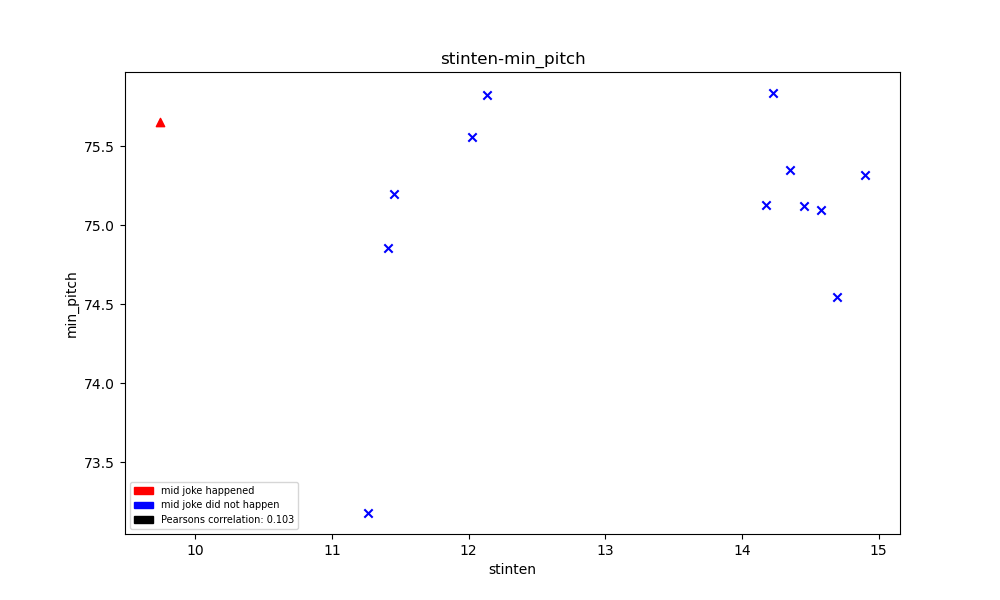 stinten-min_pitch
min_pitch
75.5
75.0
74.5
74.0
73.5
mid joke happened
mid joke did not happen
Pearsons correlation: 0.103
10 11 12 13 14 15
stinten